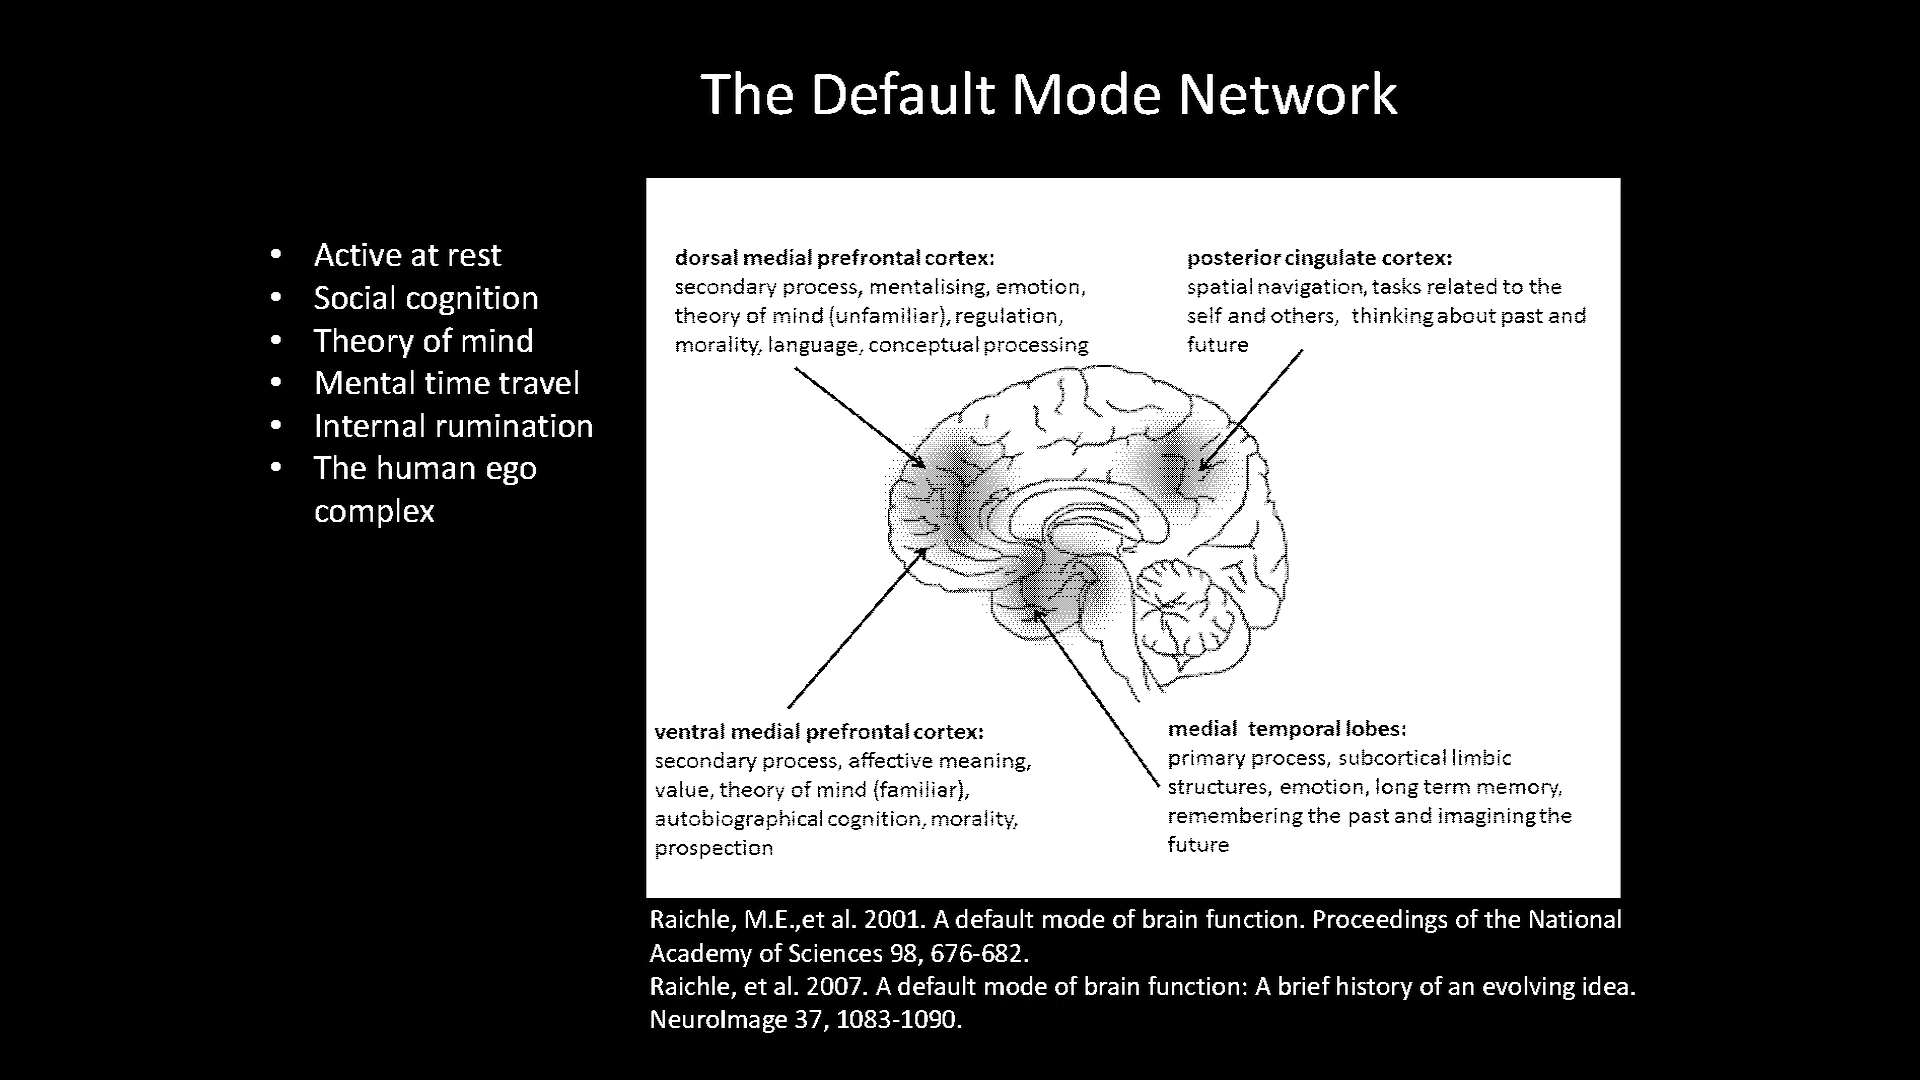 The Default Mode Network
• Active at rest
• Social cognition
• Theory of mind
• Mental time travel
• Internal rumination
• The human ego
complex
dorsal medial prefrontal cortex:
secondary process, mentalising, emotion,
theory of mind (unfamiliar), regulation,
morality, language, conceptual processing
posterior cingulate cortex:
spatial navigation, tasks related to the
self and others, thinking about past and
future
ventral medial prefrontal cortex:
secondary process, affective meaning,
value, theory of mind (familiar),
autobiographical cognition, morality,
prospection
medial temporal lobes:
primary process, subcortical limbic
structures, emotion, long term memory,
remembering the past and imagining the
future
Raichle, M.E.,et al. 2001. A default mode of brain function. Proceedings of the National
Academy of Sciences 98, 676-682.
Raichle, et al. 2007. A default mode of brain function: A brief history of an evolving idea.
NeuroImage 37, 1083-1090.